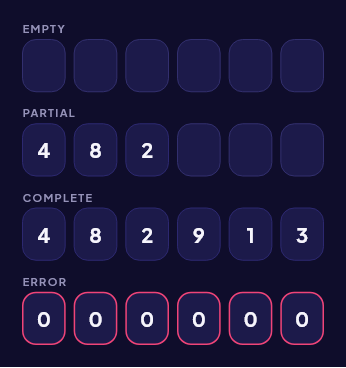 EMPTY
PARTIAL
4 8 2
COMPLETE
4 8 2 9 1 3
ERROR
0 0 0 0 0 0